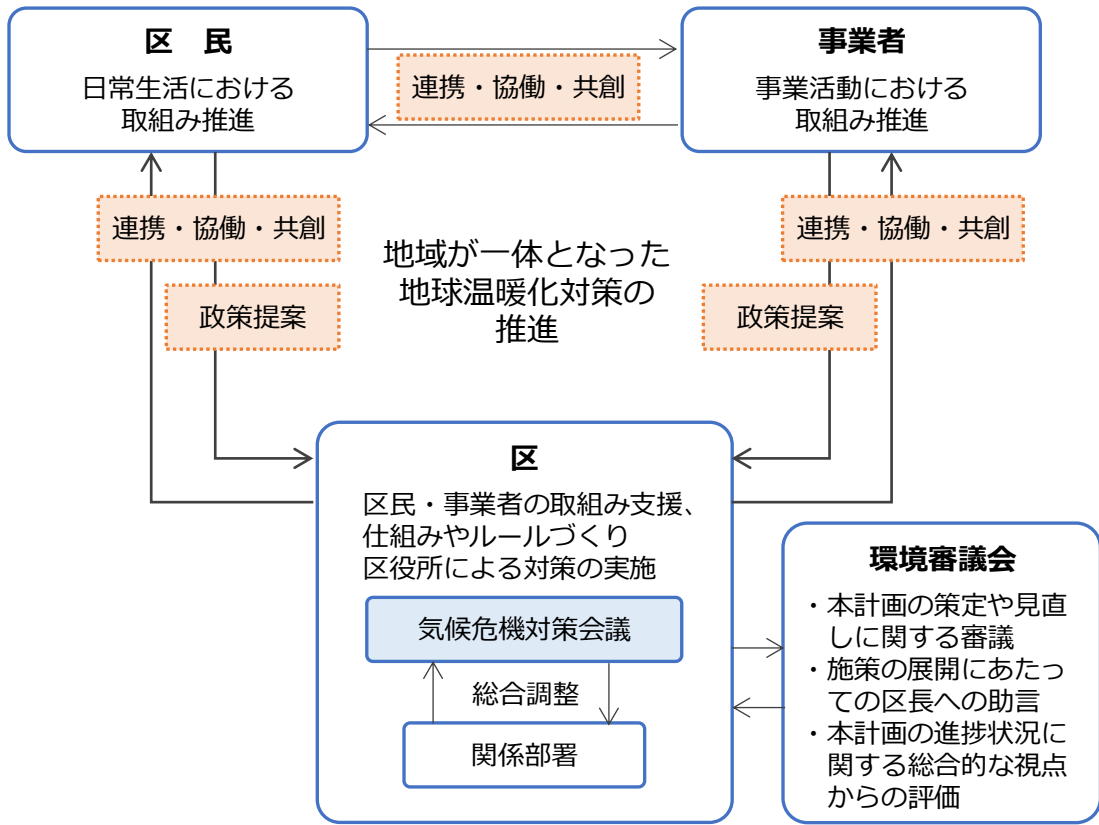 区　民
日常生活における
取組み推進
連携・協働・共創
事業者
事業活動における
取組み推進
連携・協働・共創
政策提案
地域が一体となった
地球温暖化対策の
推進
連携・協働・共創
政策提案
区
区民・事業者の取組み支援、
仕組みやルールづくり
区役所による対策の実施
気候危機対策会議
総合調整
関係部署
環境審議会
・本計画の策定や見直
しに関する審議
・施策の展開にあたっ
ての区長への助言
・本計画の進捗状況に
関する総合的な視点
からの評価